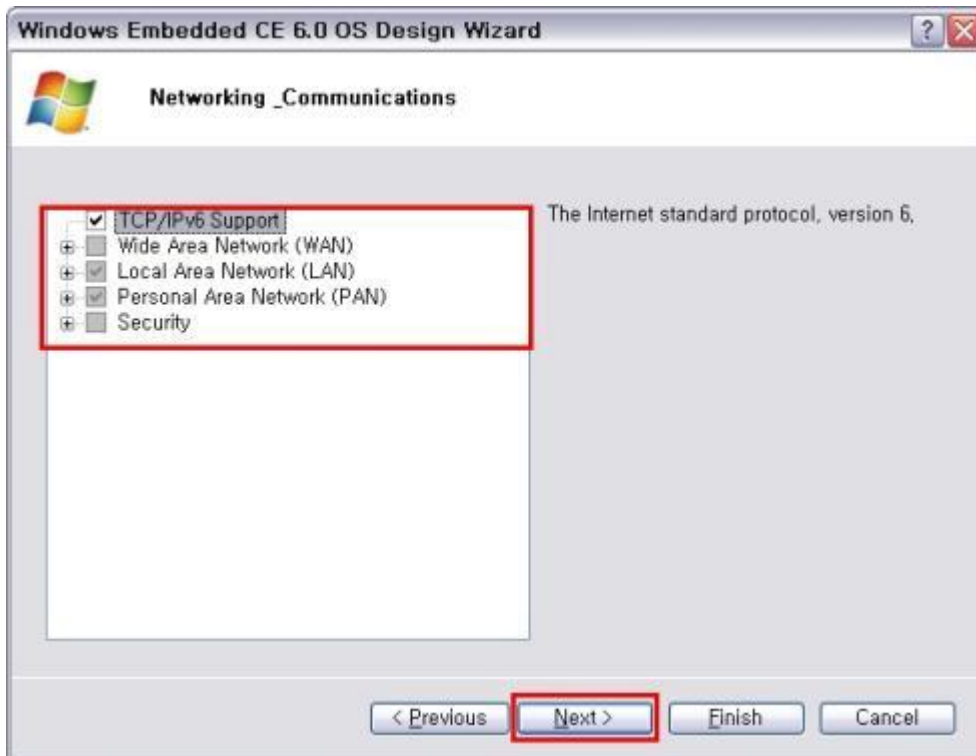 Windows Embedded CE 6.0 OS Design Wizard
Networking _Communications
TCP/IPv6 Support
Wide Area Network (WAN)
Local Area Network (LAN)
Personal Area Network (PAN)
Security
The Internet standard protocol, version 6,
< Previous
Next >
Finish
Cancel